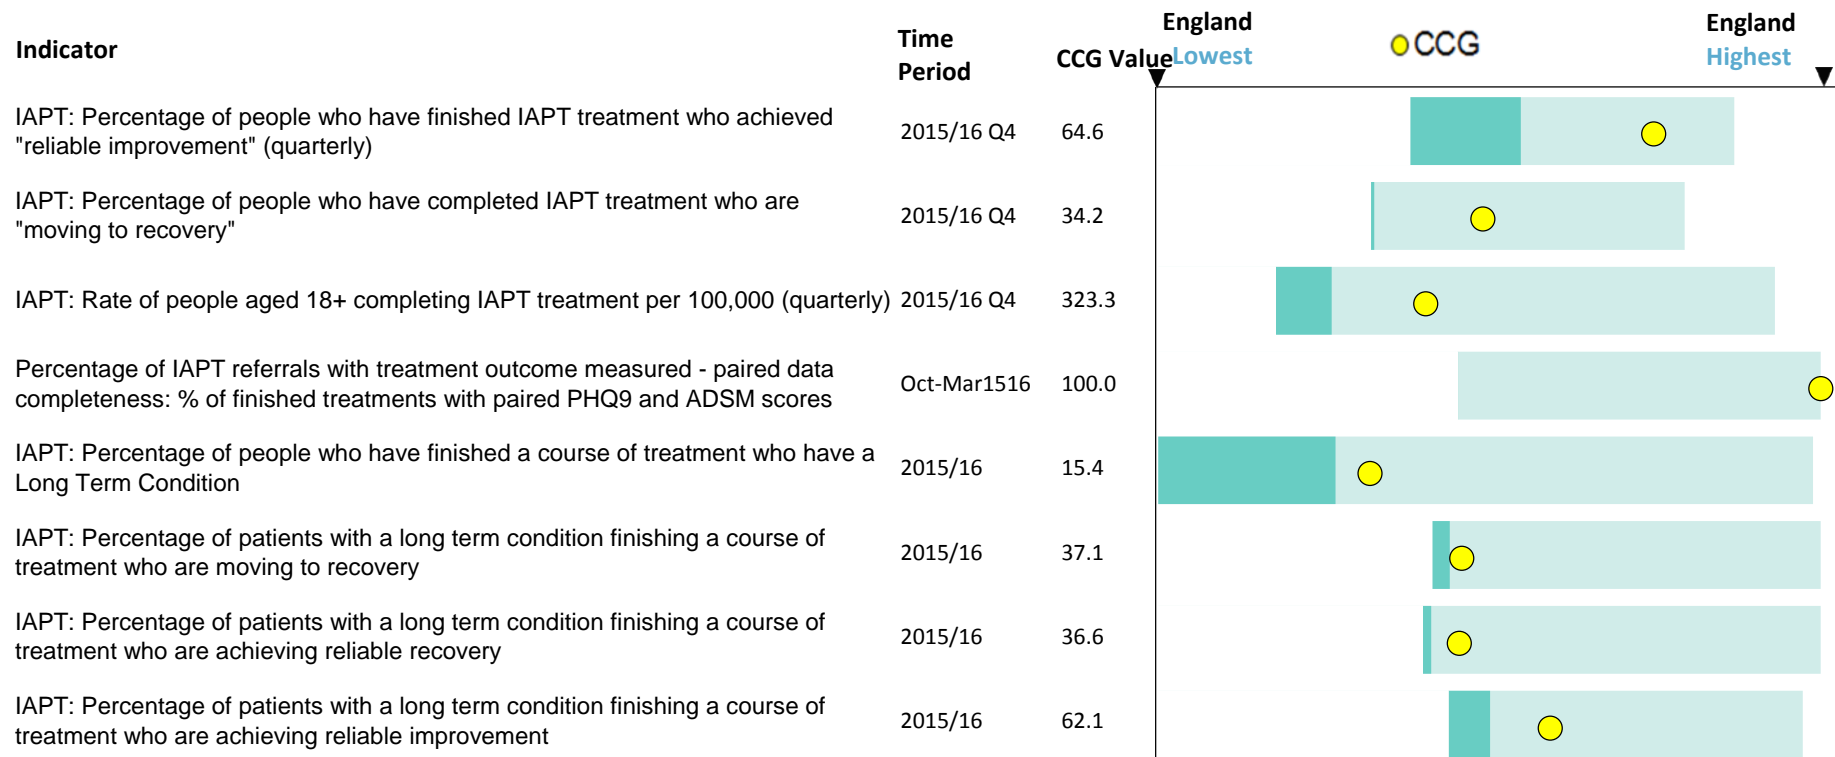 Indicator
Time
Period
CCG Value
England
Lowest
CCG
England
Highest
IAPT: Percentage of people who have finished IAPT treatment who achieved
"reliable improvement" (quarterly)
2015/16 Q4
64.6
IAPT: Percentage of people who have completed IAPT treatment who are
"moving to recovery"
2015/16 Q4
34.2
IAPT: Rate of people aged 18+ completing IAPT treatment per 100,000 (quarterly)
2015/16 Q4
323.3
Percentage of IAPT referrals with treatment outcome measured - paired data
completeness: % of finished treatments with paired PHQ9 and ADSM scores
Oct-Mar1516
100.0
IAPT: Percentage of people who have finished a course of treatment who have a
Long Term Condition
2015/16
15.4
IAPT: Percentage of patients with a long term condition finishing a course of
treatment who are moving to recovery
2015/16
37.1
IAPT: Percentage of patients with a long term condition finishing a course of
treatment who are achieving reliable recovery
2015/16
36.6
IAPT: Percentage of patients with a long term condition finishing a course of
treatment who are achieving reliable improvement
2015/16
62.1